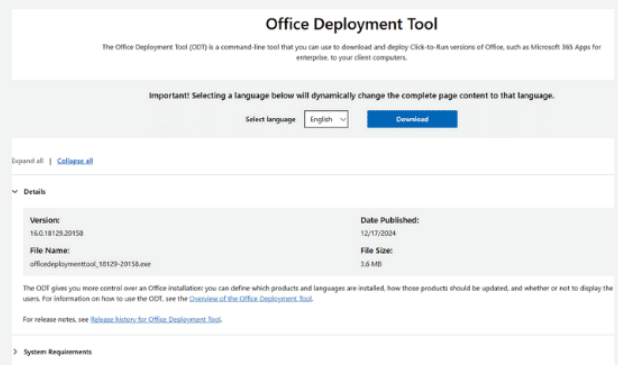 Office Deployment Tool
The Office Deployment Tool (ODT) is a command-line tool that you can use to download and deploy Click-to-Run versions of Office, such as Microsoft 365 Apps for
enterprise, to your client computers.
Important! Selecting a language below will dynamically change the complete page content to that language.
Select language English Download
Expand all | Collapse all
Details
Version: Date Published:
16.0.18129.20158 12/17/2024
File Name: File Size:
officedeploymenttool_18129-20158.exe 3.6 MB
The ODT gives you more control over an Office installation: you can define which products and languages are installed, how those products should be updated, and whether or not to display the
users. For information on how to use the ODT, see the Overview of the Office Deployment Tool.
For release notes, see Release history for Office Deployment Tool.
System Requirements